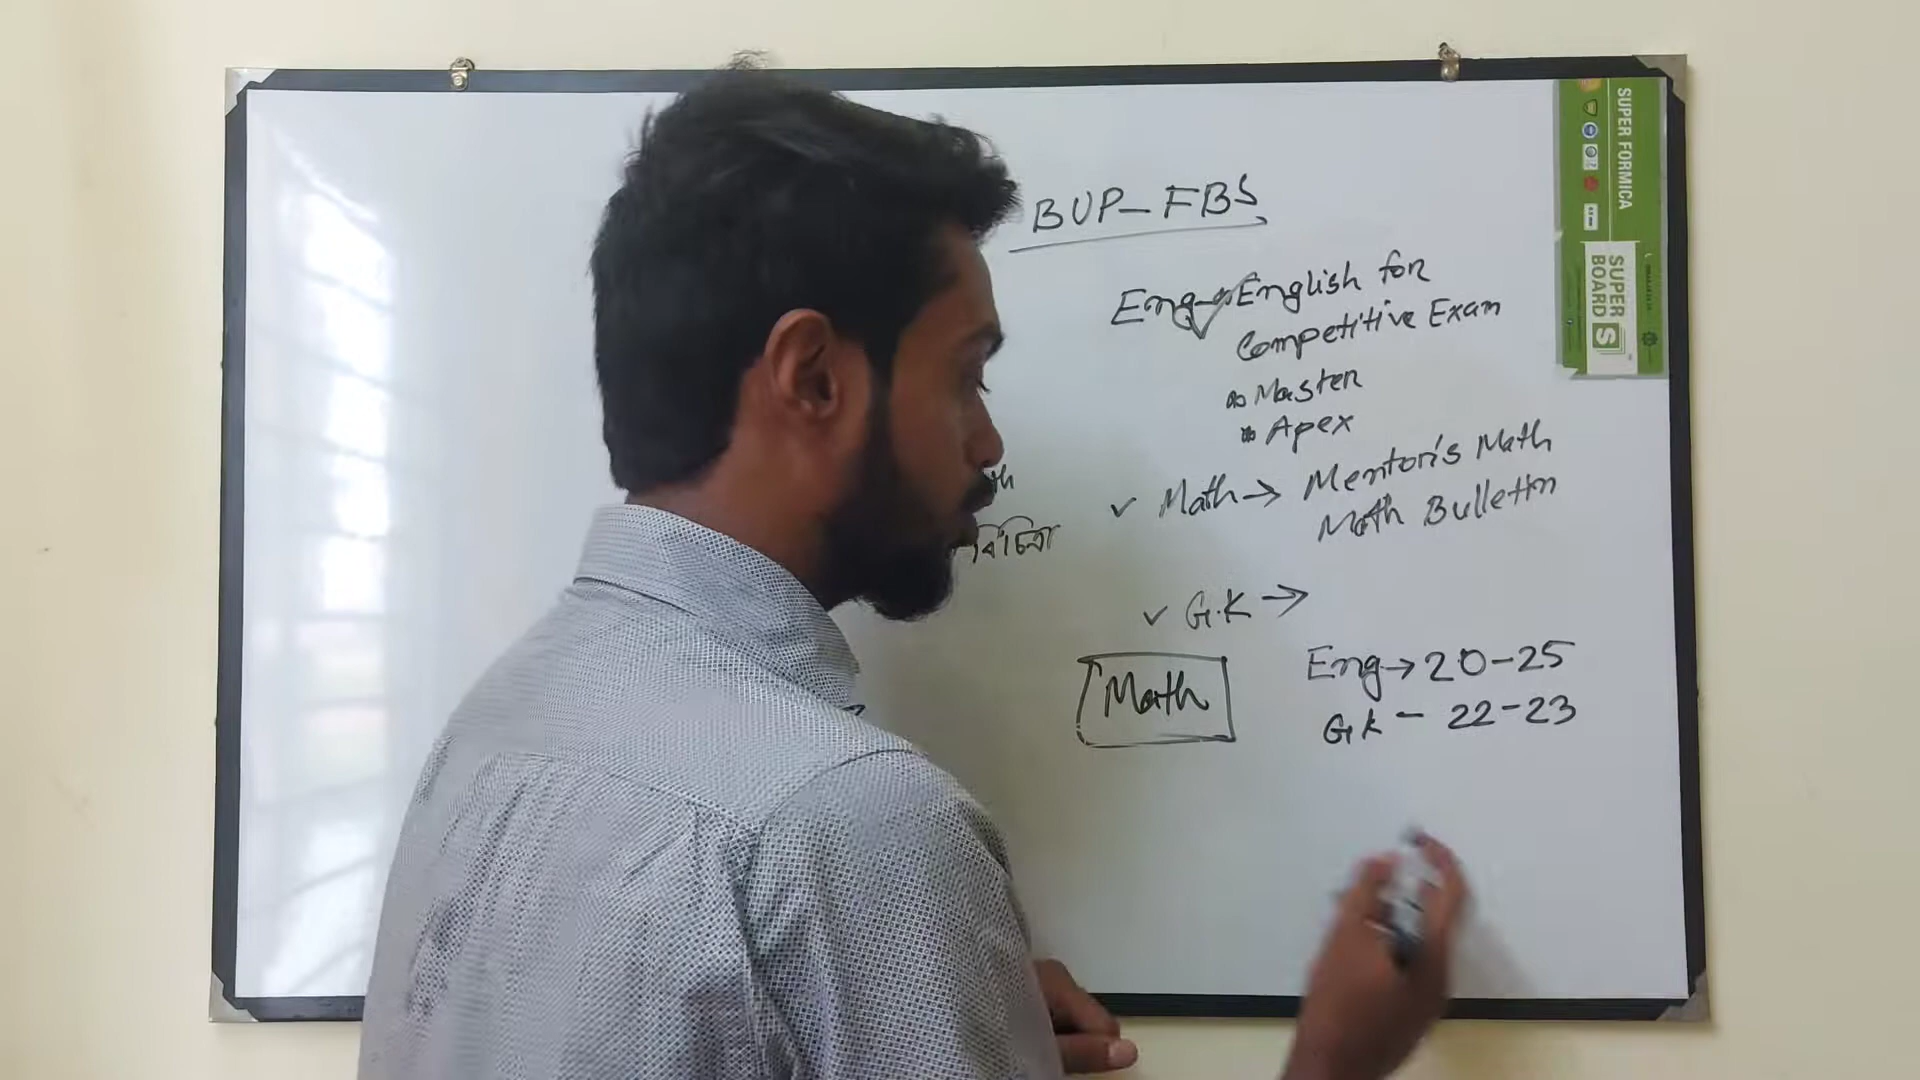 BUP-FBS
Eng→English for
Competitive Exam
Master
Apex
✓ Math → Mentor's Math
Math Bulletin
th
বিচিত্রা
✓ G.K →
Math
Eng→20-25
GK - 22-23
SUPER FORMICA
SUPER
BOARD S